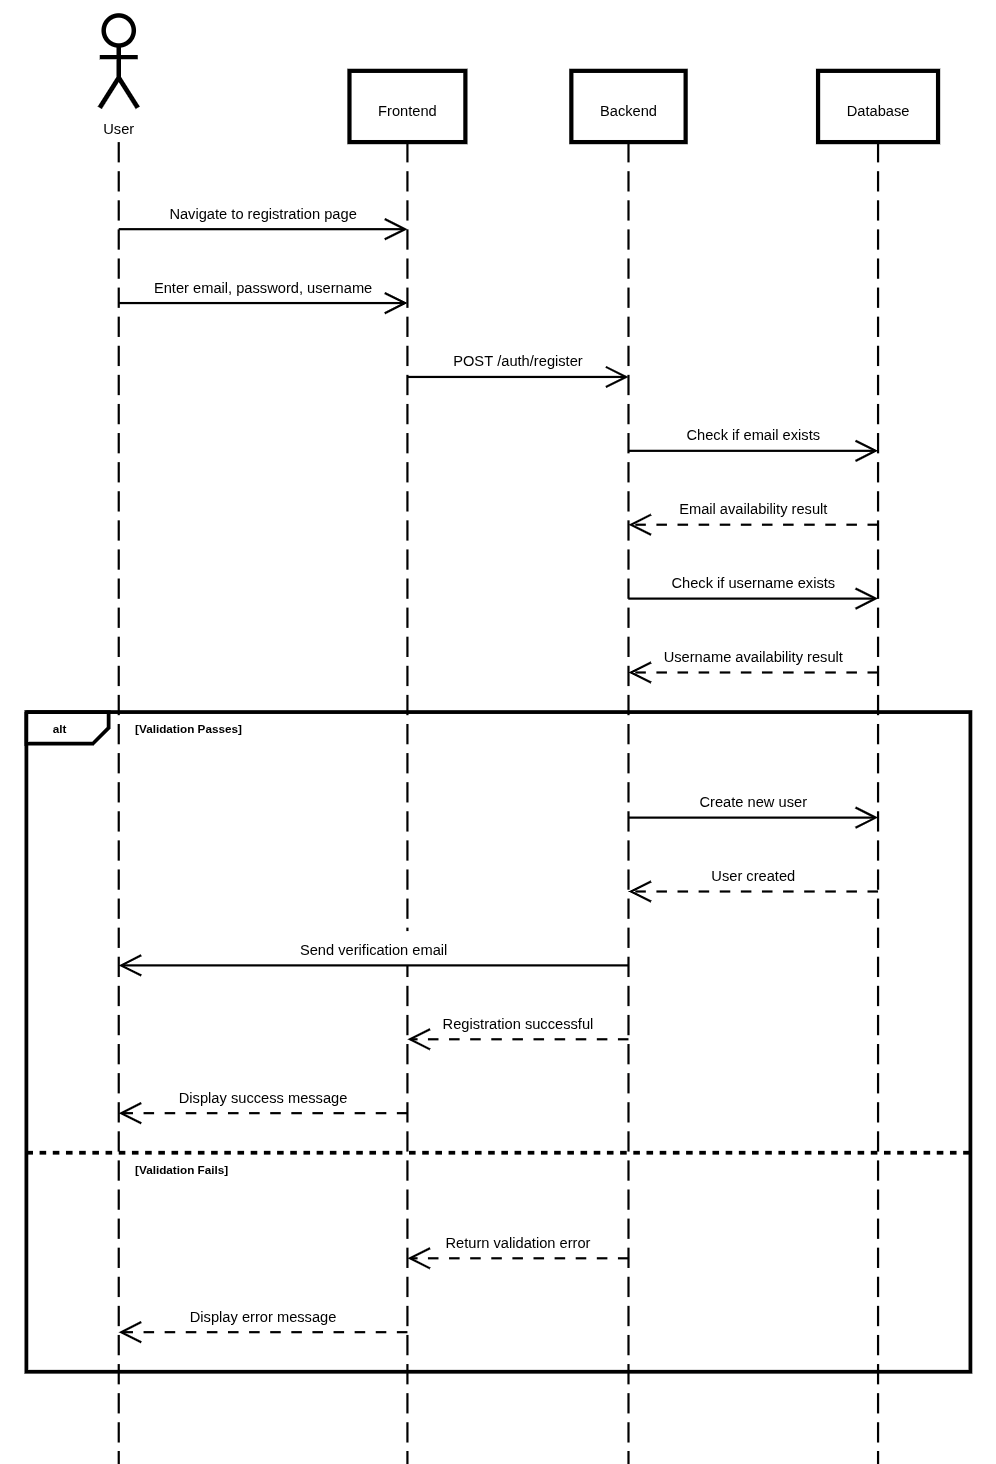 User
Frontend
Backend
Database
Navigate to registration page
Enter email, password, username
POST /auth/register
Check if email exists
Email availability result
Check if username exists
Username availability result
alt
[Validation Passes]
Create new user
User created
Send verification email
Registration successful
Display success message
[Validation Fails]
Return validation error
Display error message